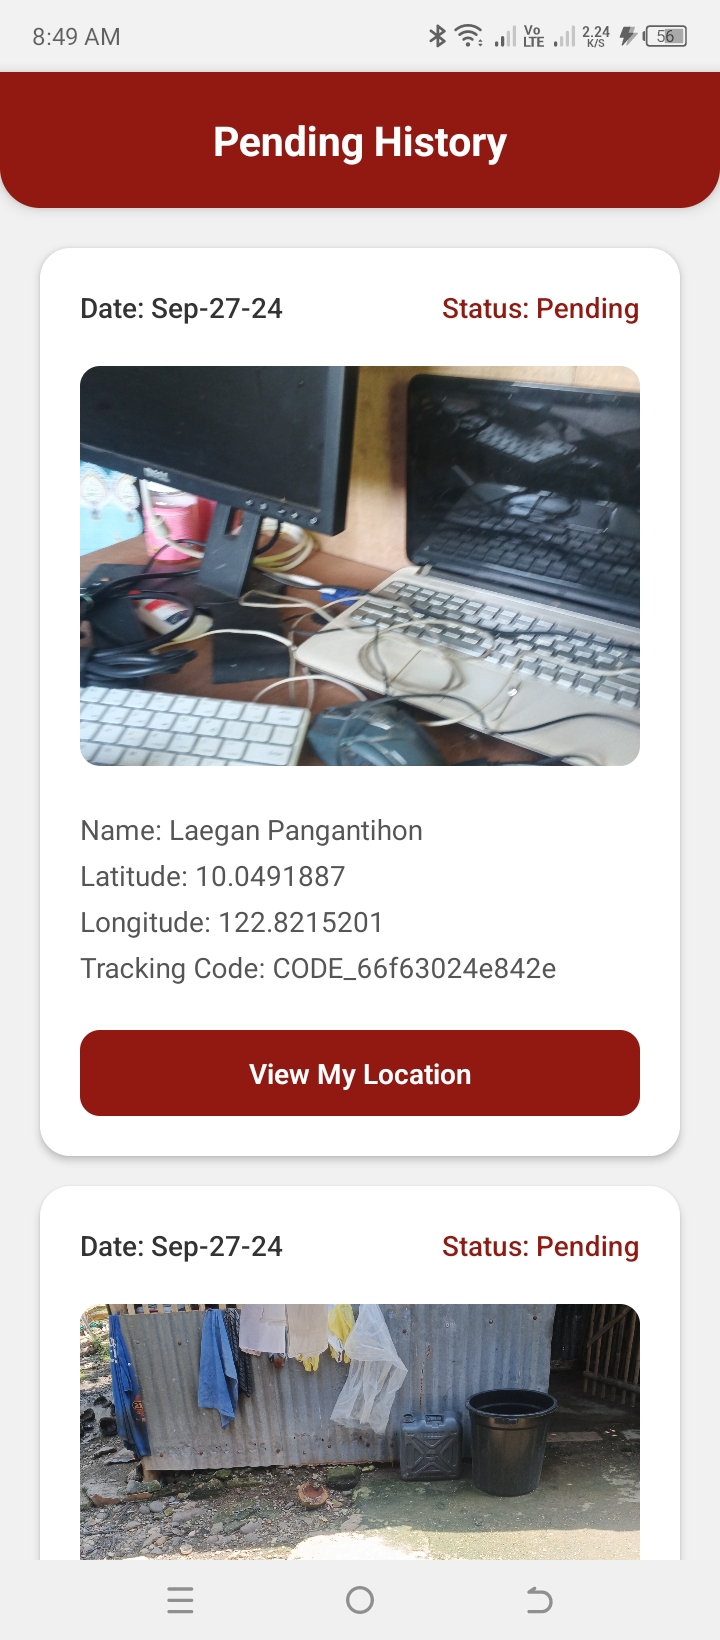 8:49 AM
Vo
LTE
2.24
K/S
56
Pending History
Date: Sep-27-24
Status: Pending
Name: Laegan Pangantihon
Latitude: 10.0491887
Longitude: 122.8215201
Tracking Code: CODE_66f63024e842e
View My Location
Date: Sep-27-24
Status: Pending